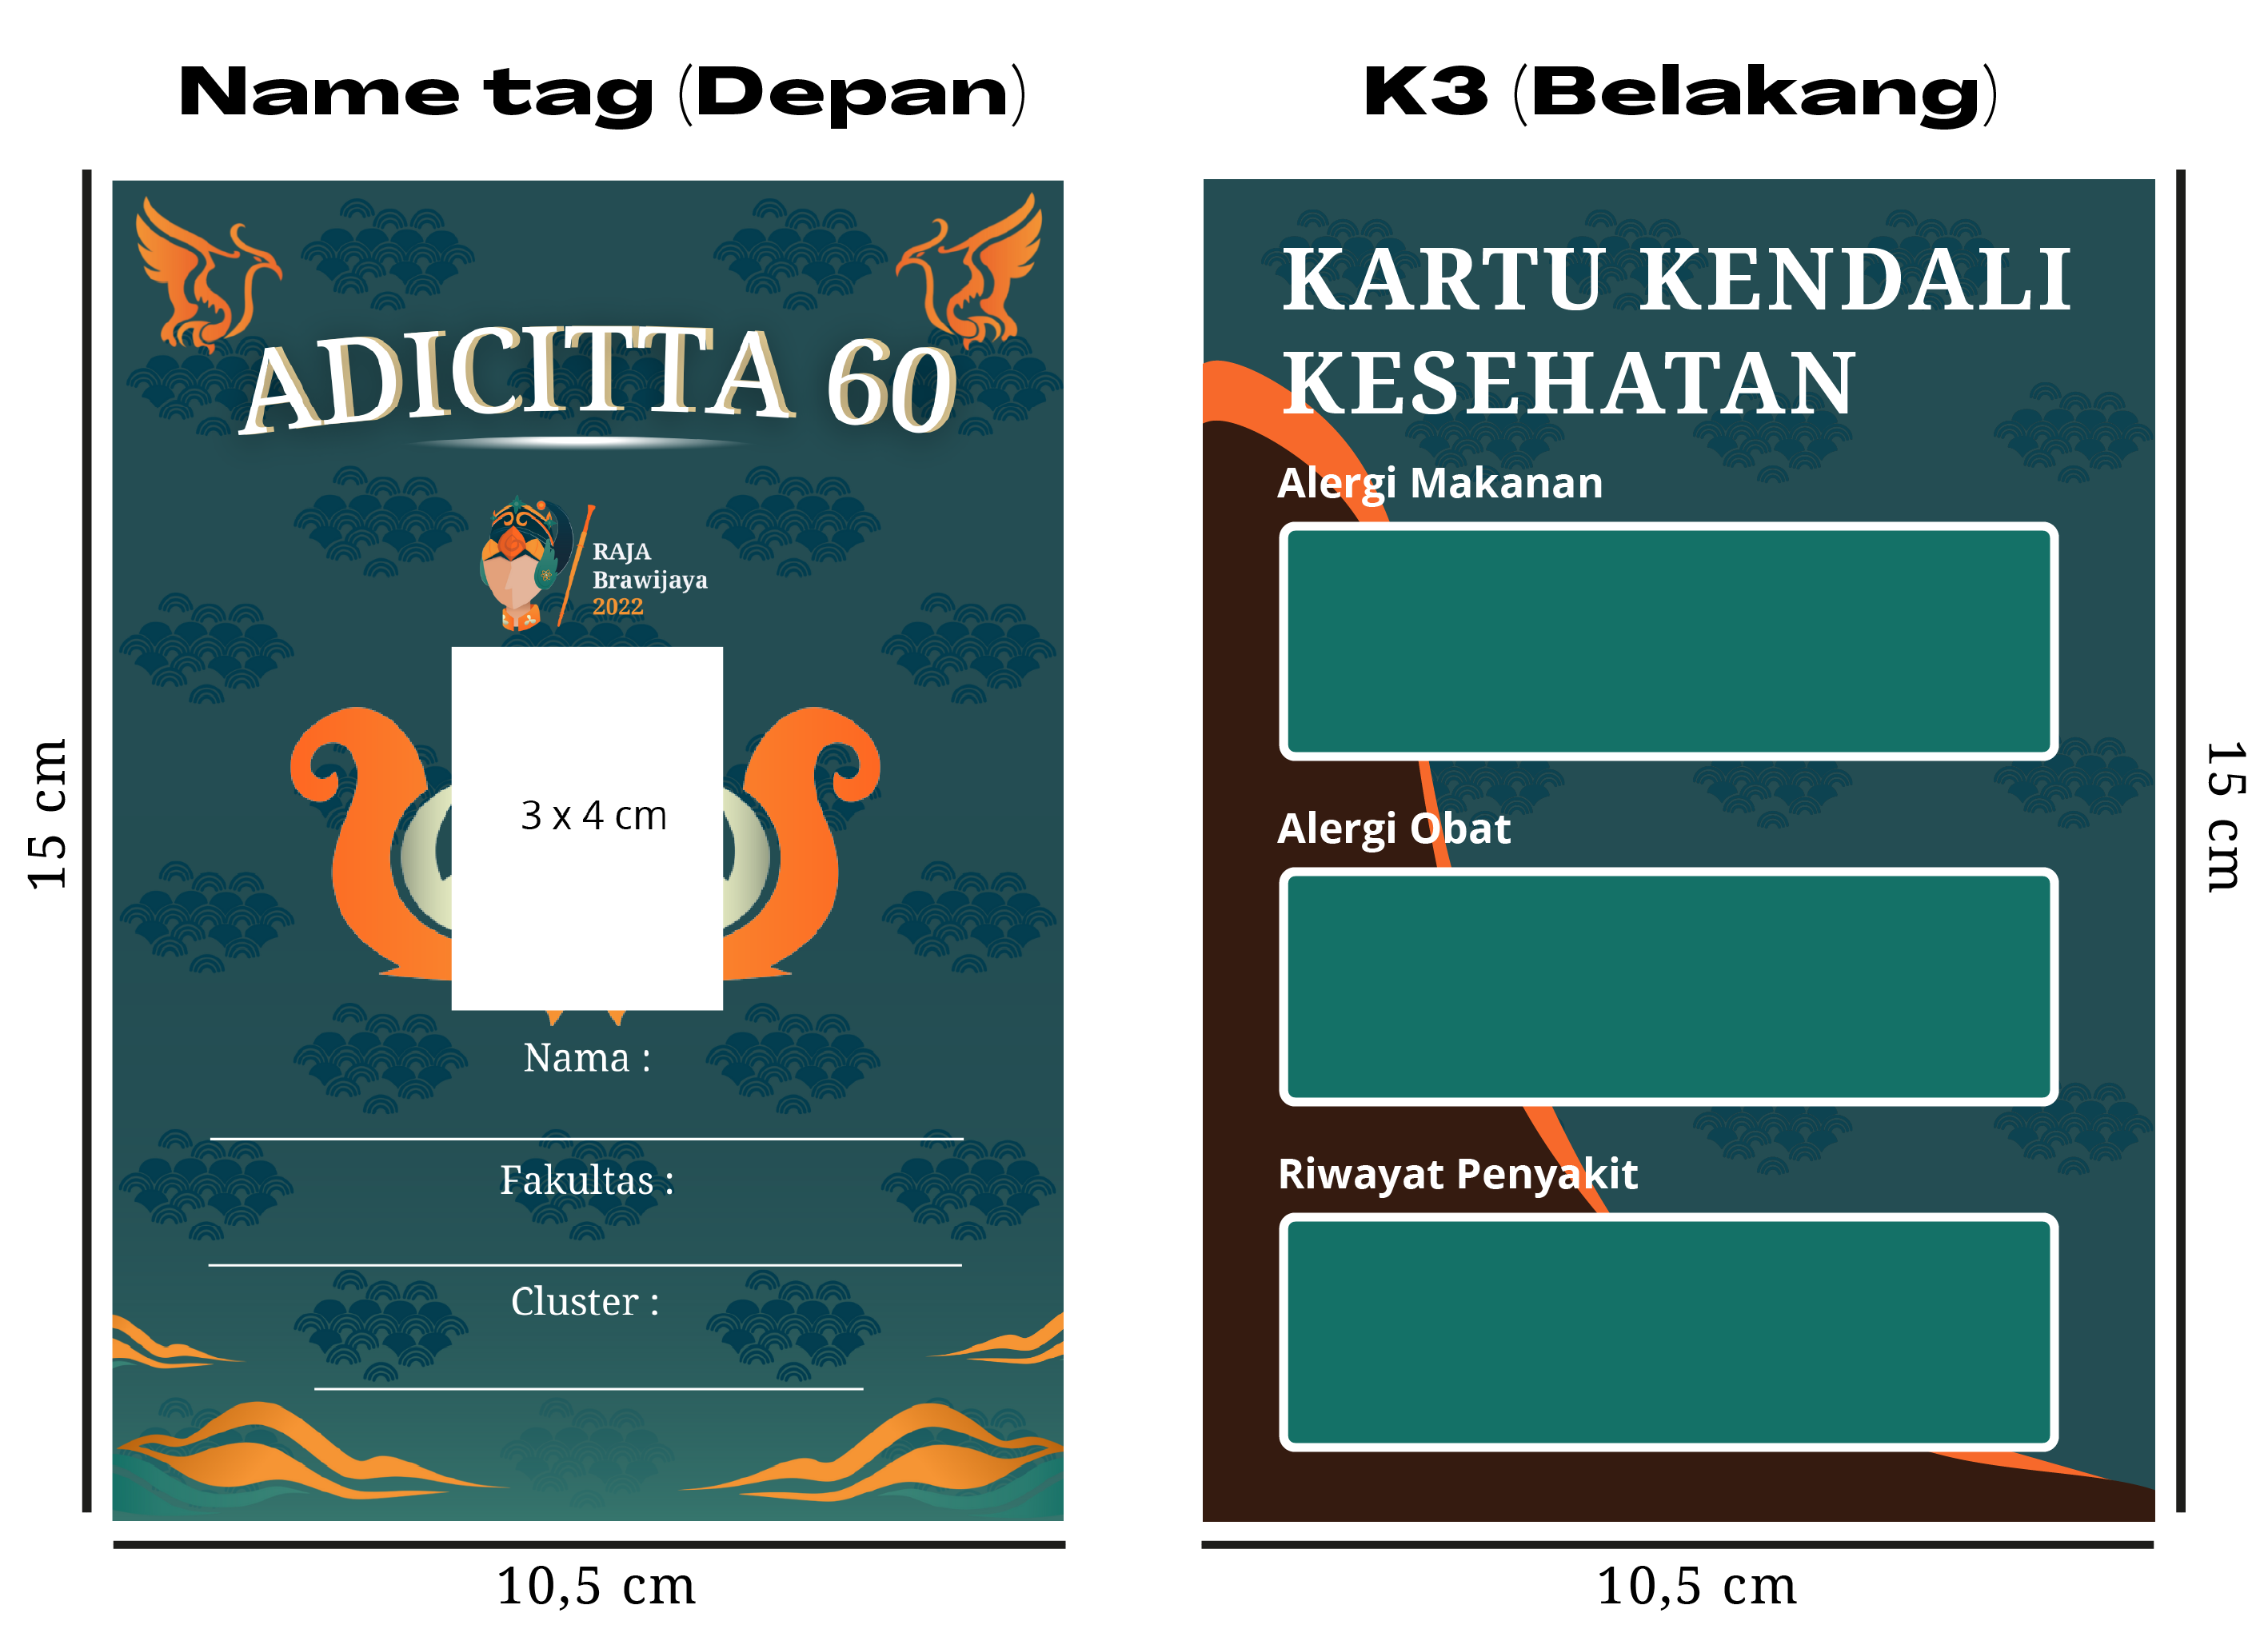 Name tag (Depan)
ADICITTA 60
RAJA
Brawijaya
2022
3 x 4 cm
Nama :
Fakultas :
Cluster :
15 cm
10,5 cm
K3 (Belakang)
KARTU KENDALI
KESEHATAN
Alergi Makanan
Alergi Obat
Riwayat Penyakit
15 cm
10,5 cm